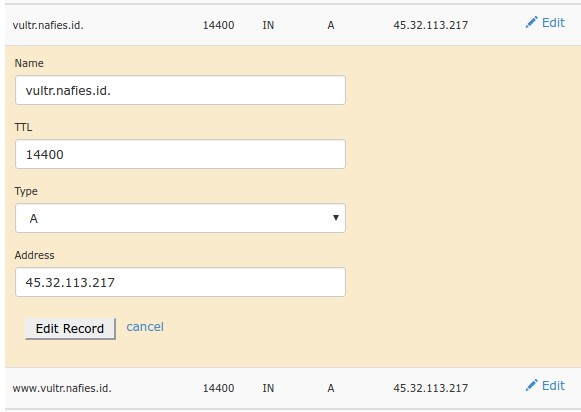 vultr.nafies.id. 14400 IN A 45.32.113.217 Edit
Name
vultr.nafies.id.
TTL
14400
Type
A
Address
45.32.113.217
Edit Record cancel
www.vultr.nafies.id. 14400 IN A 45.32.113.217 Edit